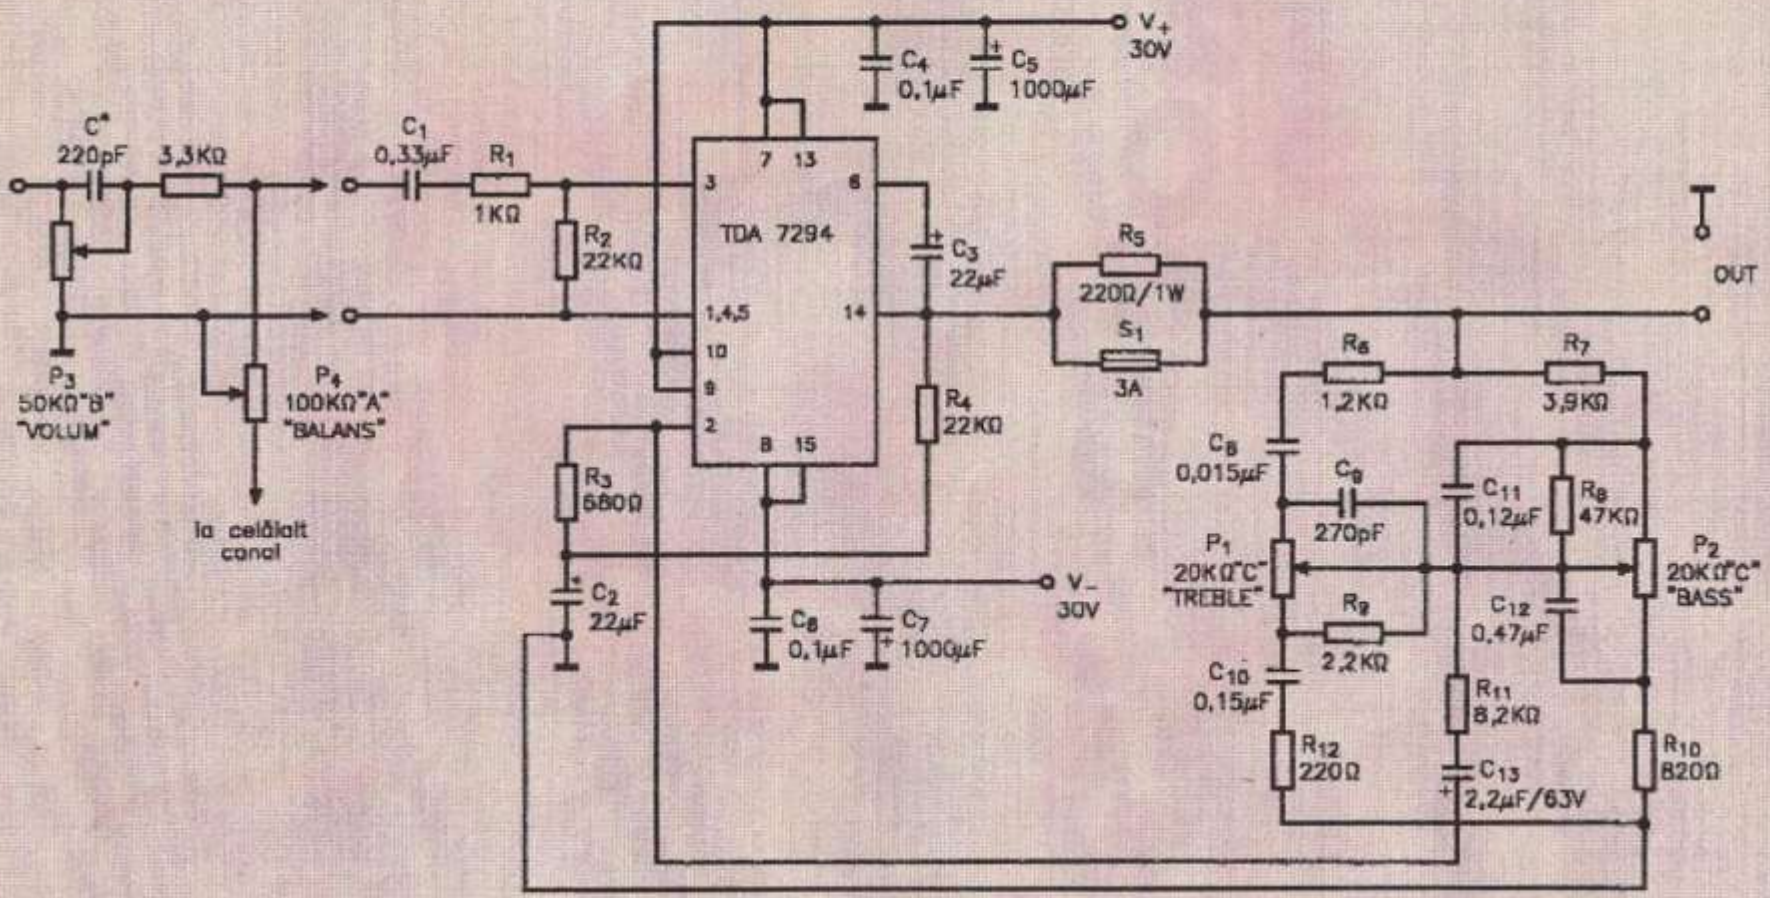 V+
30V
C4
0,1µF
C5
1000µF
C*
220pF
3,3KΩ
C1
0,33µF
R1
1KΩ
R2
22KΩ
7 13
3
6
TDA 7294
1,4,5
14
10
9
2
8 15
C3
22µF
R5
220Ω/1W
S1
3A
OUT
P3
50KΩ"B"
"VOLUM"
P4
100KΩ"A"
"BALANS"
la celălalt
canal
R3
680Ω
R4
22KΩ
C2
22µF
V-
30V
C6
0,1µF
C7
1000µF
R6
1,2KΩ
R7
3,9KΩ
C8
0,015µF
C9
270pF
C11
0,12µF
R8
47KΩ
P1
20KΩ"C"
"TREBLE"
P2
20KΩ"C"
"BASS"
R9
2,2KΩ
C12
0,47µF
C10
0,15µF
R11
8,2KΩ
R12
220Ω
C13
2,2µF/63V
R10
820Ω